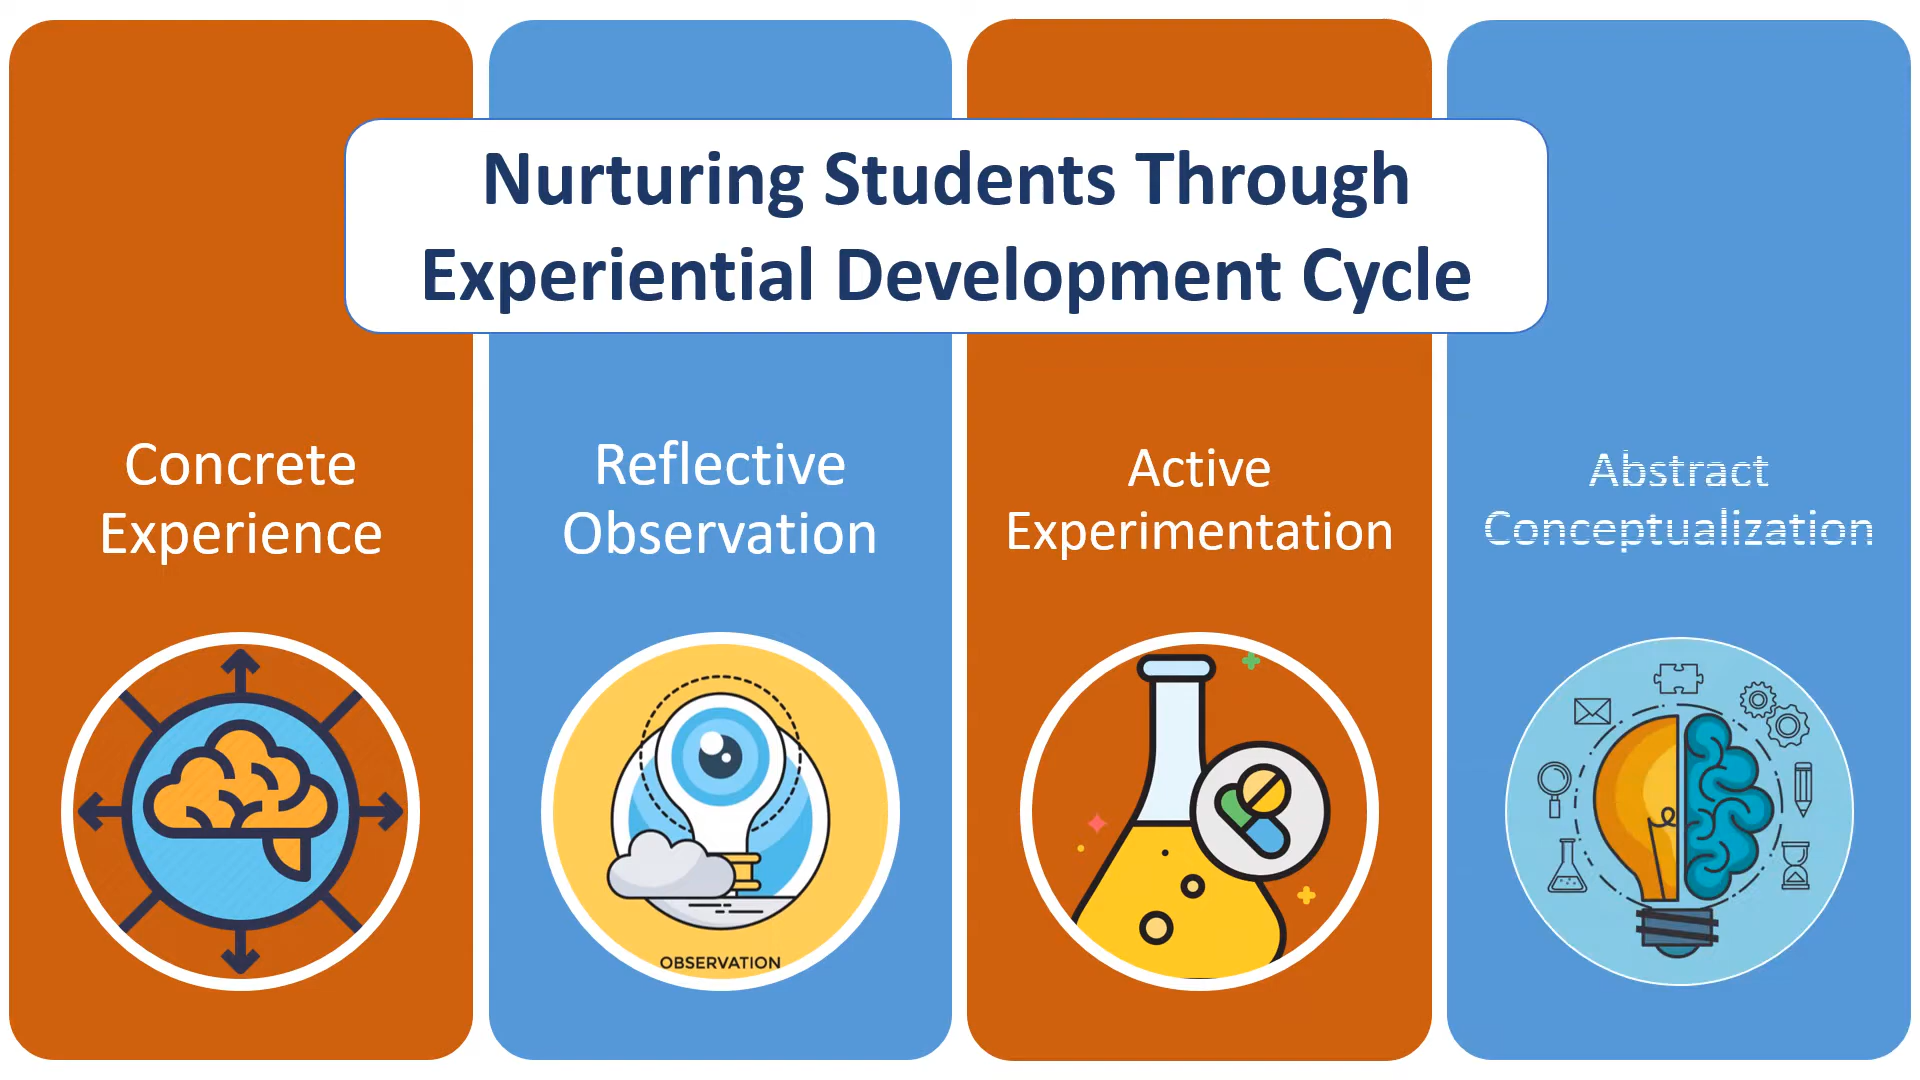 Nurturing Students Through
Experiential Development Cycle
Concrete
Experience
Reflective
Observation
Active
Experimentation
Abstract
Conceptualization
OBSERVATION